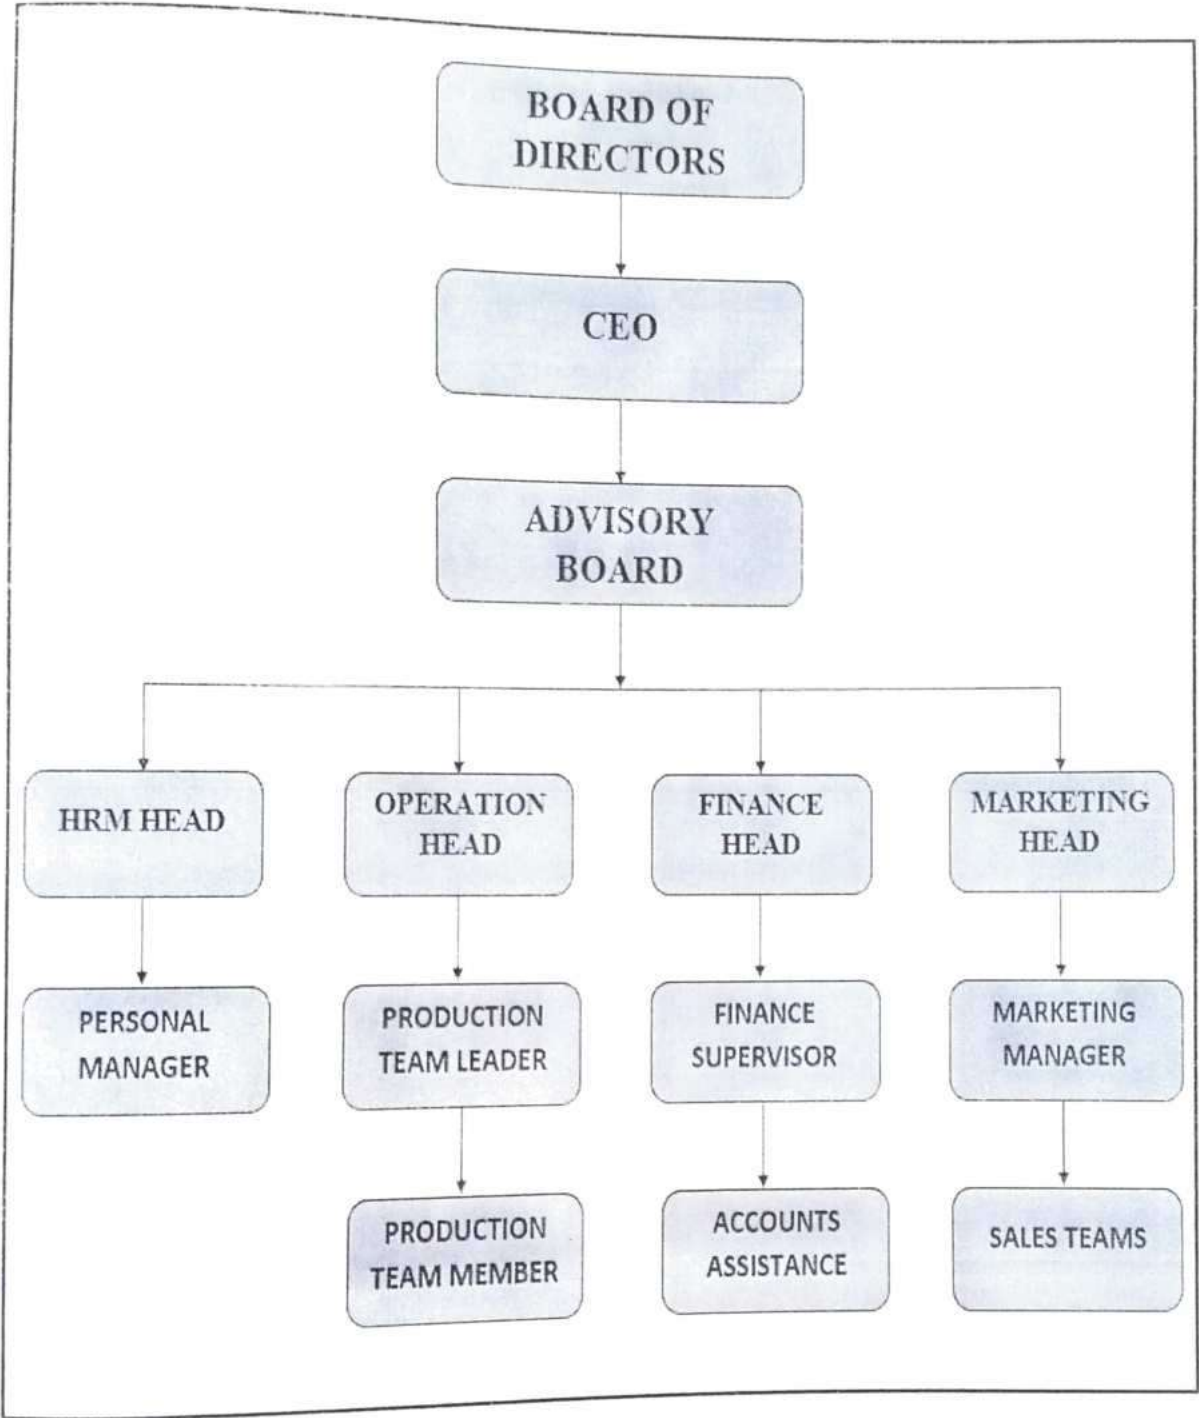 BOARD OF
DIRECTORS
CEO
ADVISORY
BOARD
HRM HEAD
OPERATION
HEAD
FINANCE
HEAD
MARKETING
HEAD
PERSONAL
MANAGER
PRODUCTION
TEAM LEADER
FINANCE
SUPERVISOR
MARKETING
MANAGER
PRODUCTION
TEAM MEMBER
ACCOUNTS
ASSISTANCE
SALES TEAMS